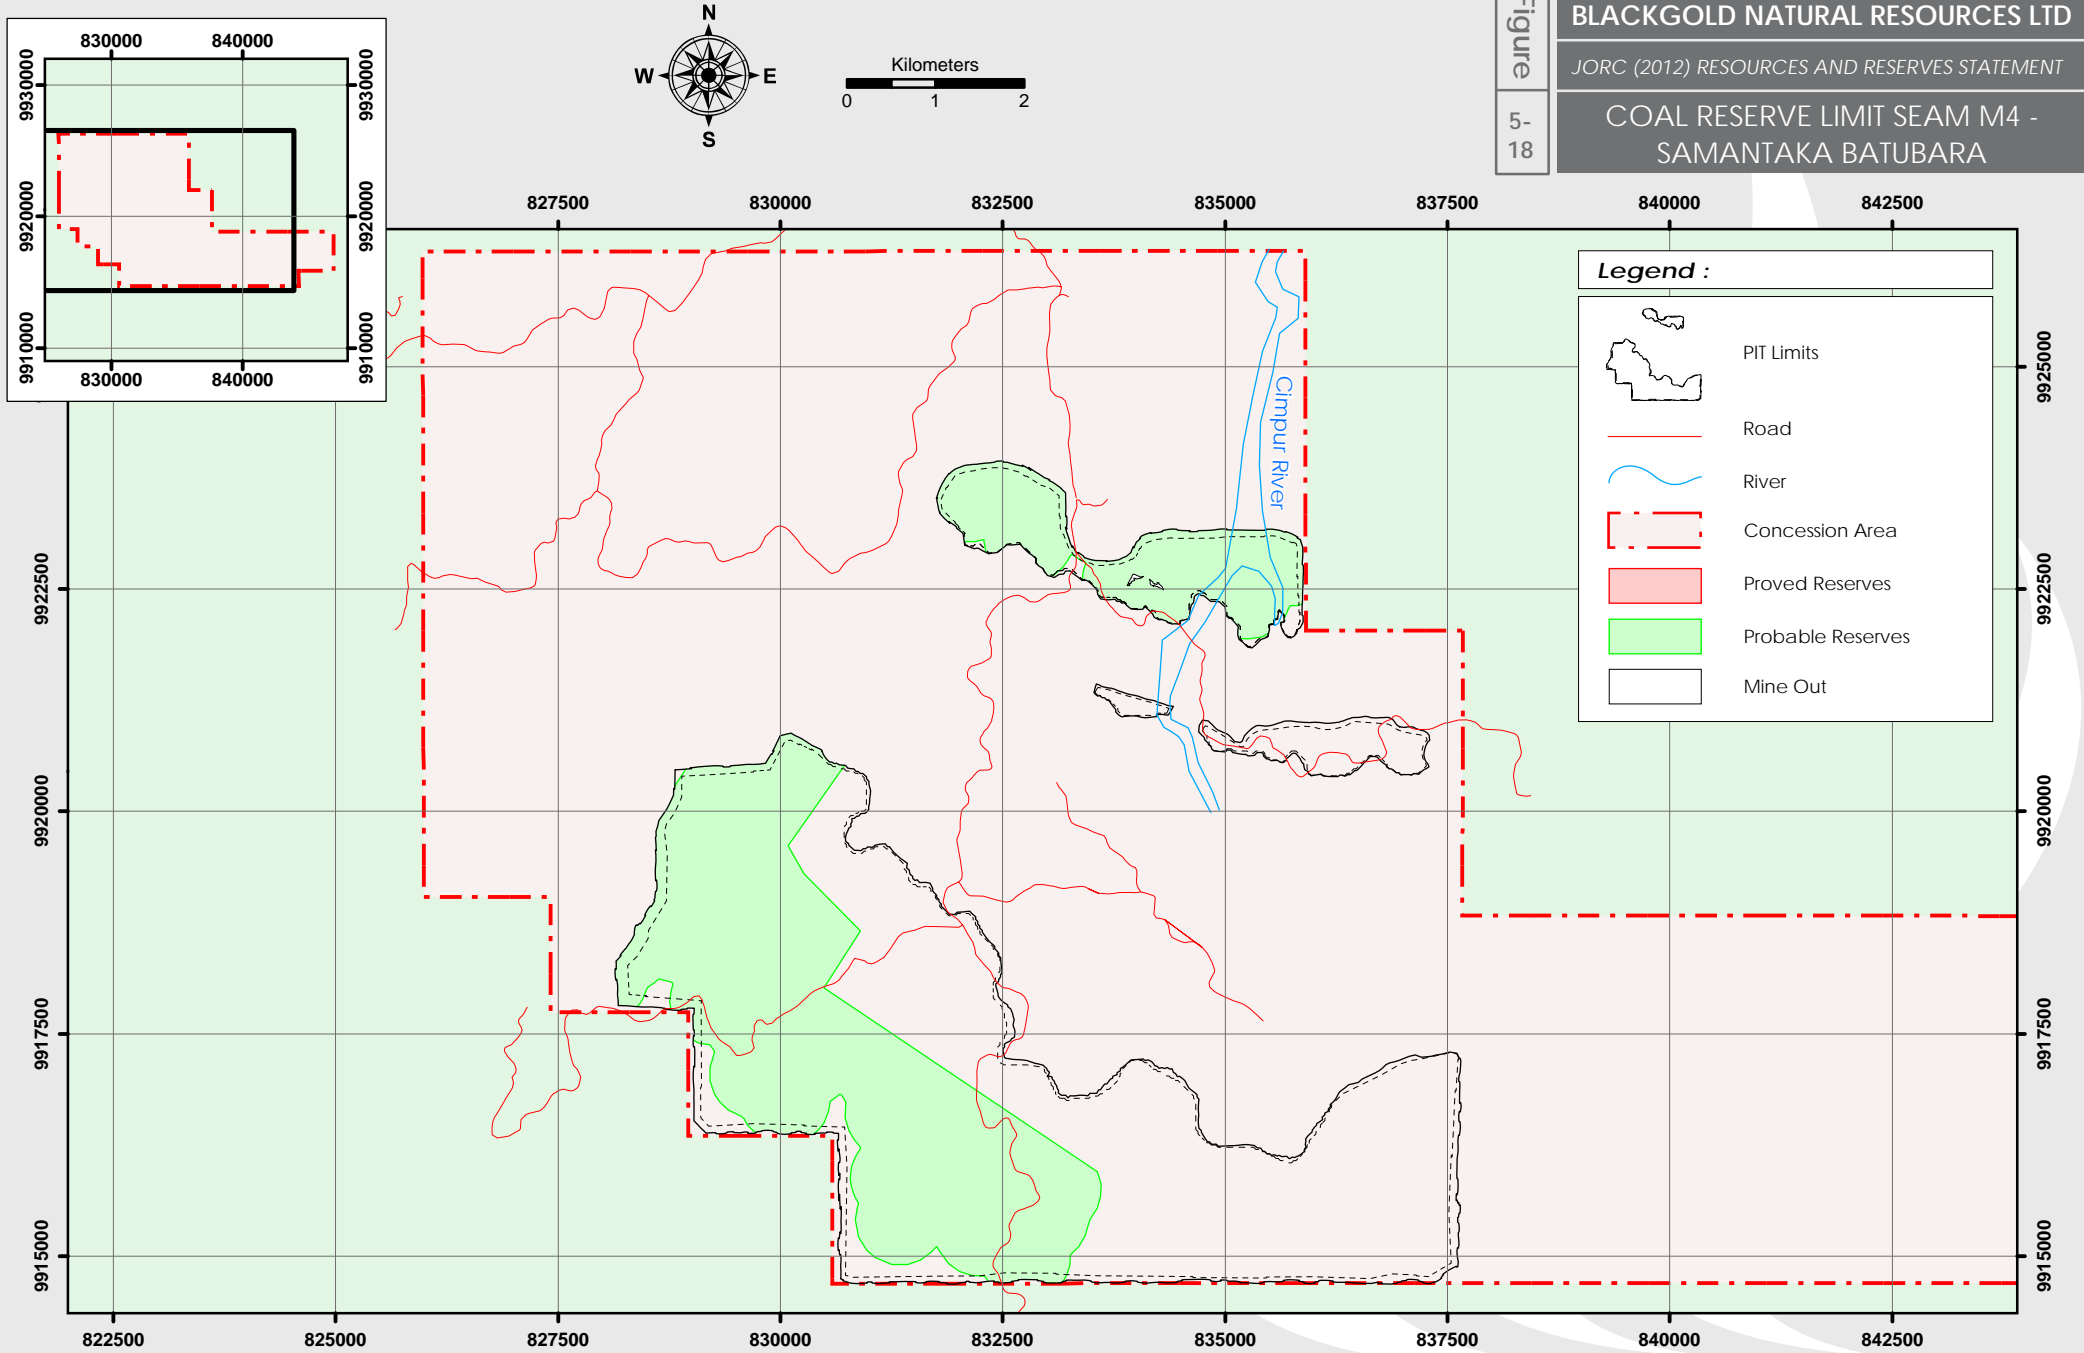 Figure
5-
18
BLACKGOLD NATURAL RESOURCES LTD
JORC (2012) RESOURCES AND RESERVES STATEMENT
COAL RESERVE LIMIT SEAM M4 -
SAMANTAKA BATUBARA
N
W E
S
Kilometers
0 1 2
830000 840000
9930000 9930000
9920000 9920000
9910000 9910000
830000 840000
827500 830000 832500 835000 837500 840000 842500
Legend :
PIT Limits
Road
River
Concession Area
Proved Reserves
Probable Reserves
Mine Out
Cimpur River
9925000
9922500 9922500
9920000 9920000
9917500 9917500
9915000 9915000
822500 825000 827500 830000 832500 835000 837500 840000 842500